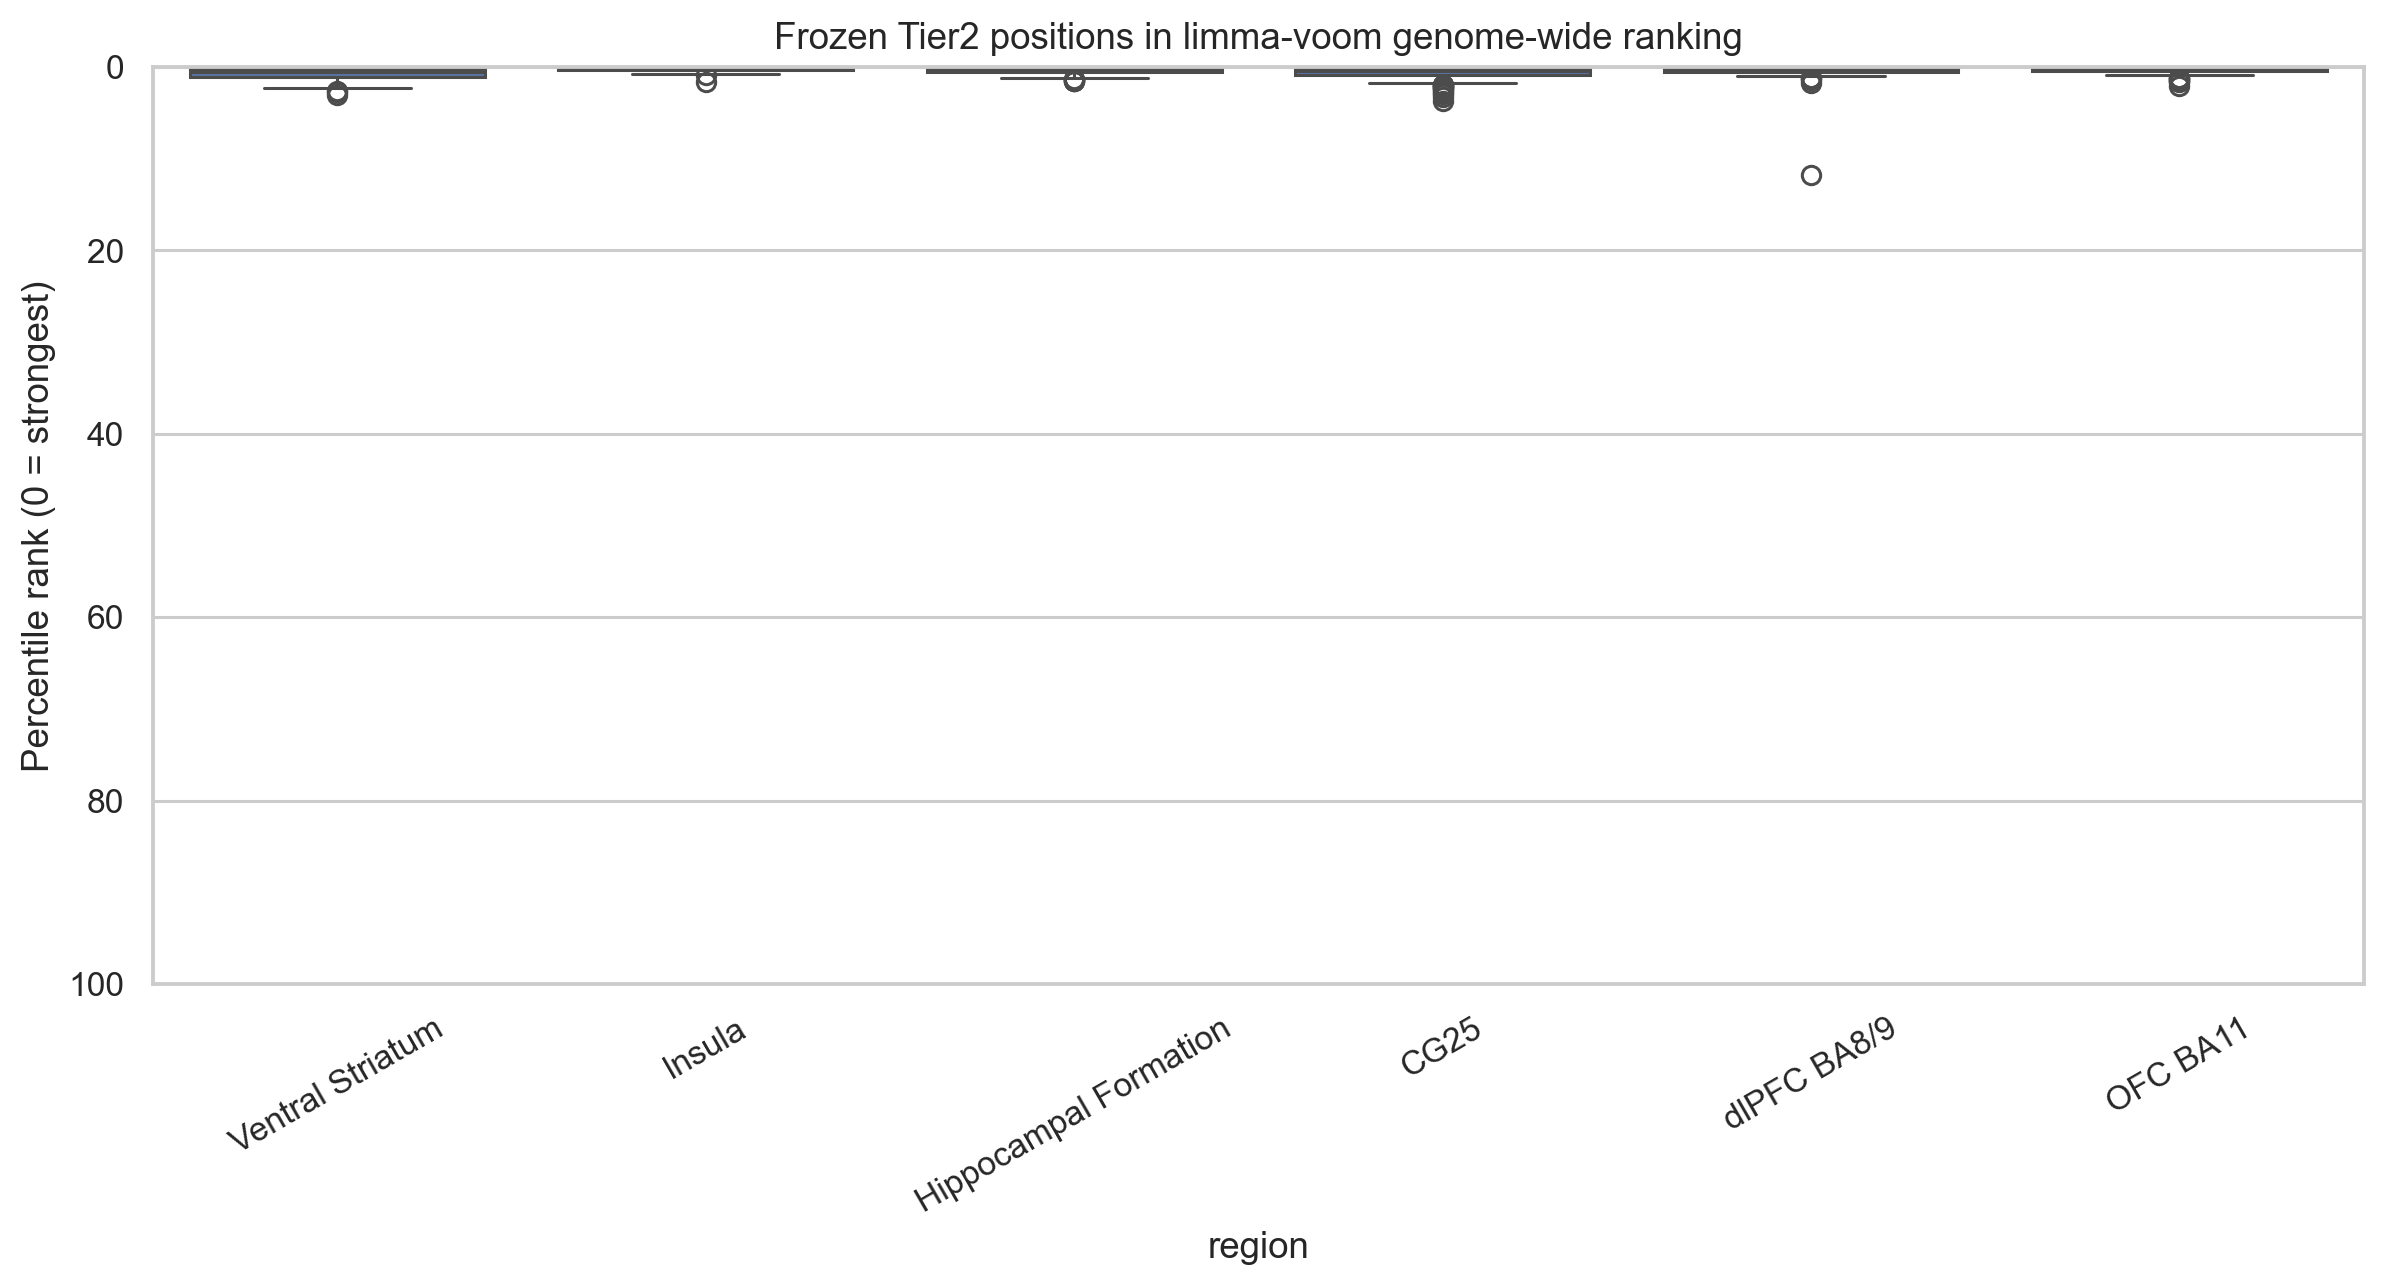 Frozen Tier2 positions in limma-voom genome-wide ranking
Percentile rank (0 = strongest)
0
20
40
60
80
100
Ventral Striatum
Insula
Hippocampal Formation
CG25
dlPFC BA8/9
OFC BA11
region